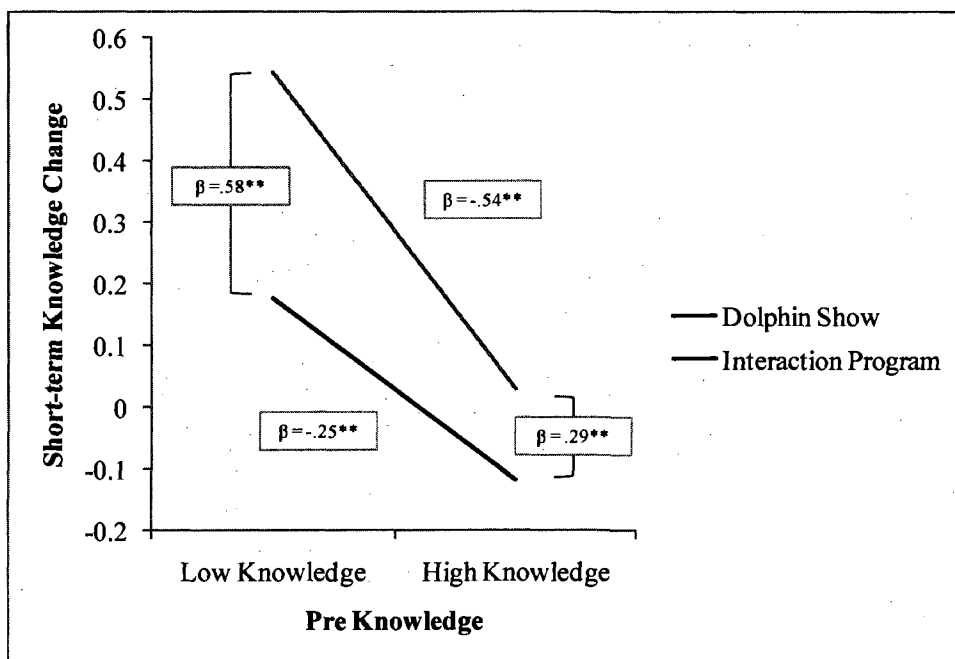 0.6
0.5
0.4
0.3
0.2
0.1
0
-0.1
-0.2
Short-term Knowledge Change
β =.58**
β =-.54**
β =-.25**
β =.29**
Dolphin Show
Interaction Program
Low Knowledge
High Knowledge
Pre Knowledge